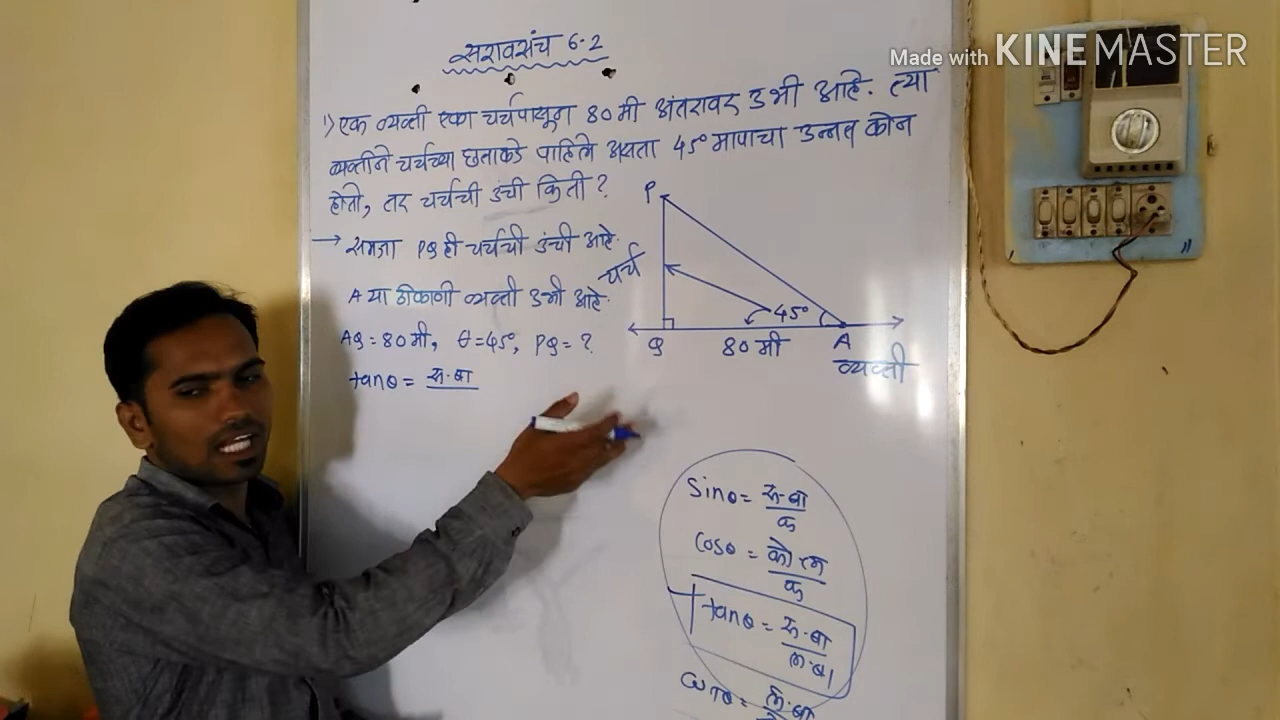 Made with KINEMASTER
सरावसंच 6.2
1) एक व्यक्ती एका चर्चपासून 80 मी अंतरावर उभी आहे. त्या
व्यक्तीने चर्चच्या छताकडे पाहिले असता 45° मापाचा उन्नत कोन
होतो, तर चर्चची उंची किती?
→ समजा PQ ही चर्चची उंची आहे.
A या ठिकाणी व्यक्ती उभी आहे.
AQ = 80 मी, θ = 45°, PQ = ?
tanθ = स.बा
P
चर्च
45°
Q 80 मी A
व्यक्ती
sinθ = स.बा
क
cosθ =
क
tanθ = स.बा
ल.बा
ल.बा